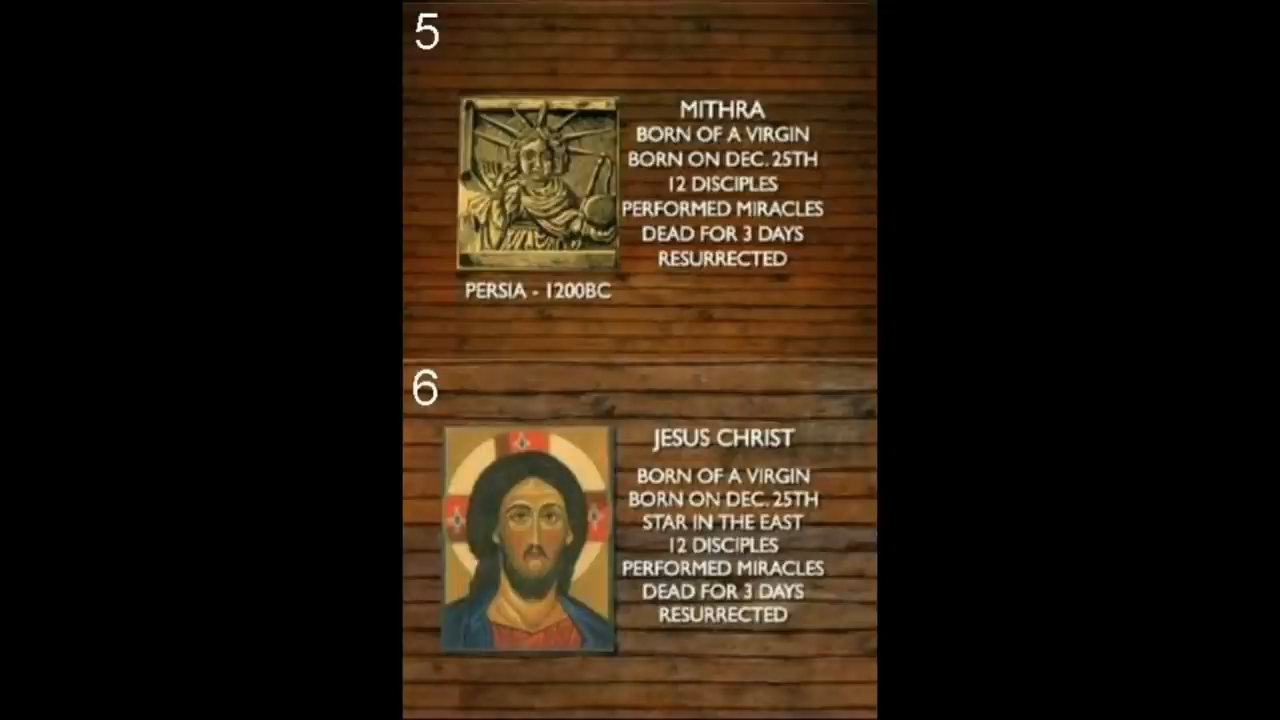 5
MITHRA
BORN OF A VIRGIN
BORN ON DEC. 25TH
12 DISCIPLES
PERFORMED MIRACLES
DEAD FOR 3 DAYS
RESURRECTED
PERSIA - 1200BC
6
JESUS CHRIST
BORN OF A VIRGIN
BORN ON DEC. 25TH
STAR IN THE EAST
12 DISCIPLES
PERFORMED MIRACLES
DEAD FOR 3 DAYS
RESURRECTED